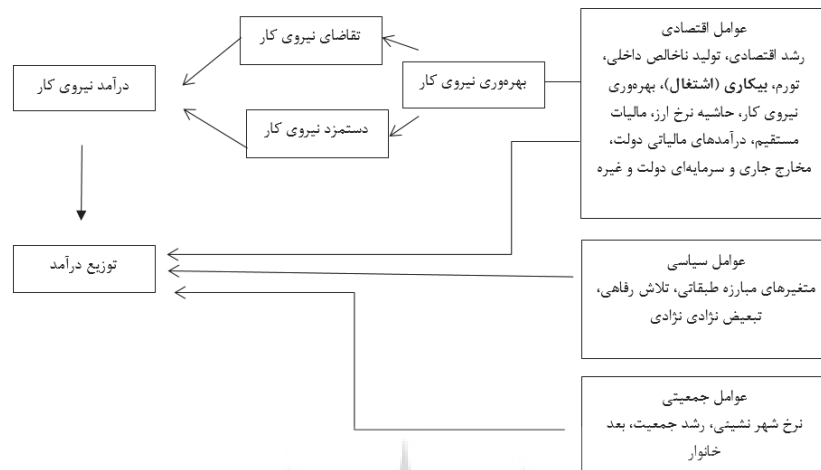 عوامل اقتصادی
رشد اقتصادی، تولید ناخالص داخلی،
تورم، بیکاری (اشتغال)، بهره‌وری
نیروی کار، حاشیه نرخ ارز، مالیات
مستقیم، درآمدهای مالیاتی دولت،
مخارج جاری و سرمایه‌ای دولت و غیره
بهره‌وری نیروی کار
تقاضای نیروی کار
دستمزد نیروی کار
درآمد نیروی کار
توزیع درآمد
عوامل سیاسی
متغیرهای مبارزه طبقاتی، تلاش رفاهی،
تبعیض نژادی نژادی
عوامل جمعیتی
نرخ شهر نشینی، رشد جمعیت، بعد
خانوار